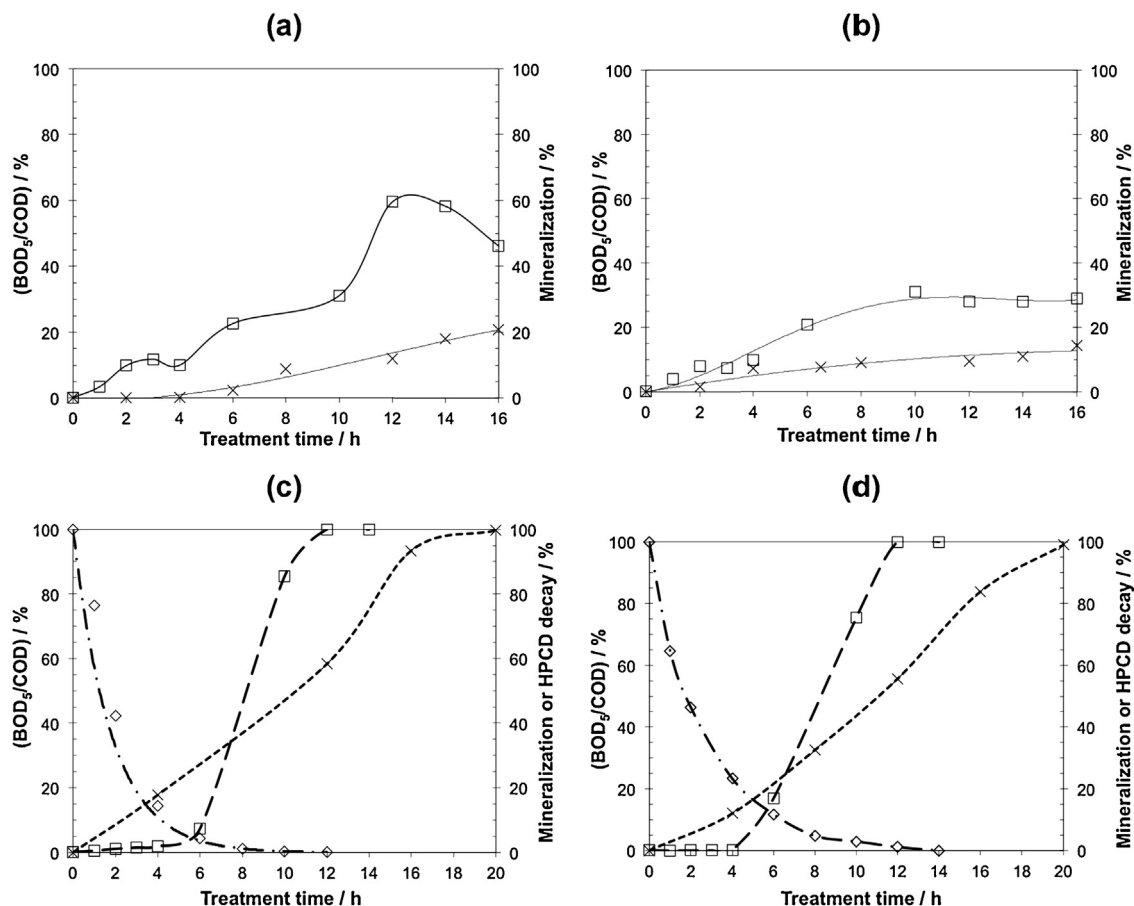 (a)
(b)
100
80
60
40
20
0
(BOD5/COD) / %
0 2 4 6 8 10 12 14 16
Treatment time / h
100
80
60
40
20
0
Mineralization / %
100
80
60
40
20
0
(BOD5/COD) / %
0 2 4 6 8 10 12 14 16
Treatment time / h
100
80
60
40
20
0
Mineralization / %
(c)
(d)
100
80
60
40
20
0
(BOD5/COD) / %
0 2 4 6 8 10 12 14 16 18 20
Treatment time / h
100
80
60
40
20
0
Mineralization or HPCD decay / %
100
80
60
40
20
0
(BOD5/COD) / %
0 2 4 6 8 10 12 14 16 18 20
Treatment time / h
100
80
60
40
20
0
Mineralization or HPCD decay / %